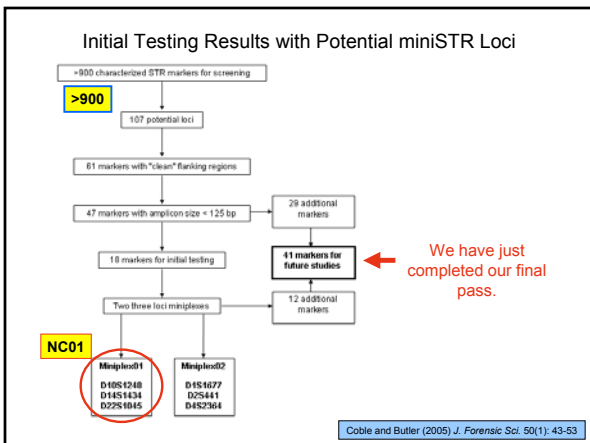 Initial Testing Results with Potential miniSTR Loci
>900 characterized STR markers for screening
>900
107 potential loci
61 markers with "clean" flanking regions
47 markers with amplicon size < 125 bp
29 additional
markers
18 markers for initial testing
41 markers for
future studies
We have just
completed our final
pass.
Two three loci miniplexes
12 additional
markers
NC01
Miniplex01
D10S1248
D14S1434
D22S1045
Miniplex02
D1S1677
D2S441
D4S2364
Coble and Butler (2005) J. Forensic Sci. 50(1): 43-53